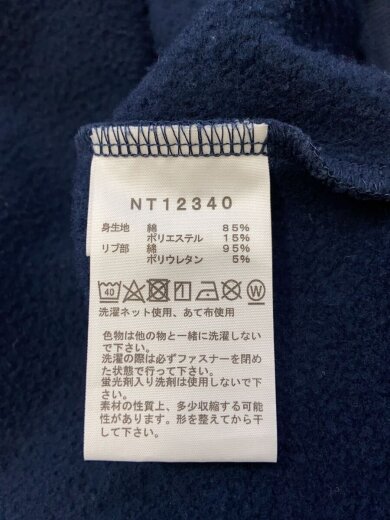 NT12340
身生地 綿 85%
ポリエステル 15%
リブ部 綿 95%
ポリウレタン 5%
40 W
洗濯ネット使用、あて布使用
色物は他の物と一緒に洗濯しない
で下さい。
洗濯の際は必ずファスナーを閉め
た状態で行って下さい。
蛍光剤入り洗剤は使用しないで下
さい。
素材の性質上、多少収縮する可能
性があります。形を整えてから干
して下さい。